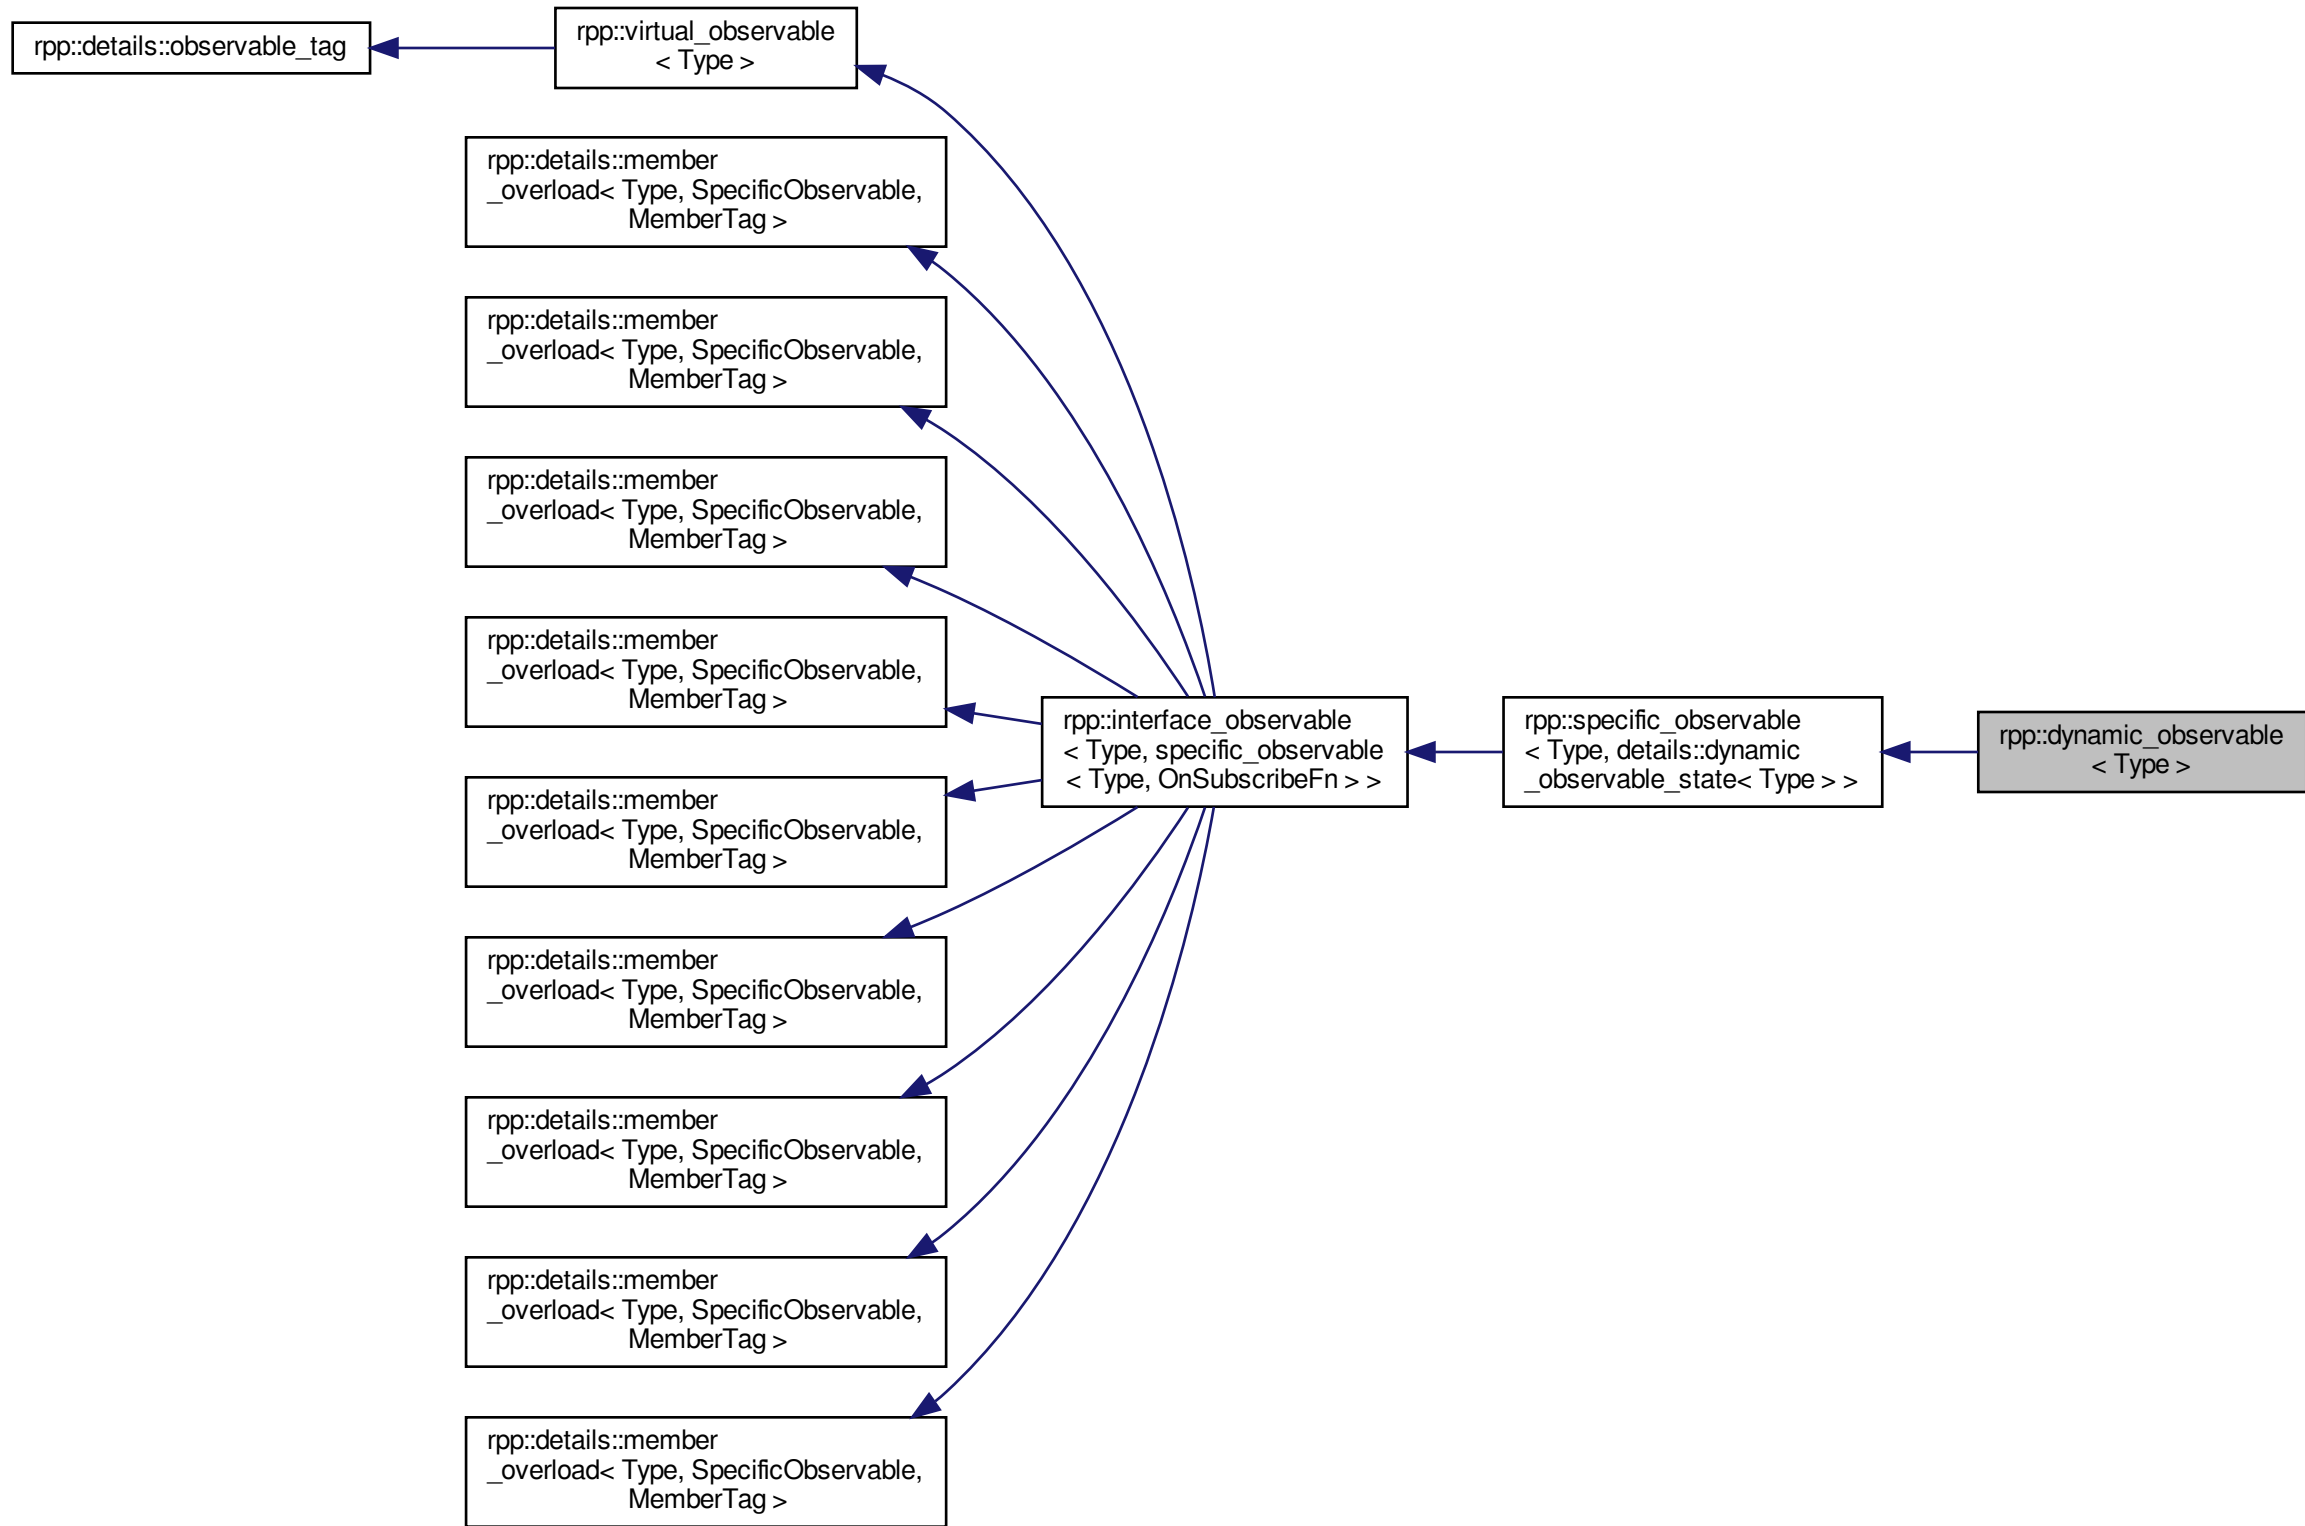 rpp::details::observable_tag
rpp::virtual_observable
< Type >
rpp::details::member
_overload< Type, SpecificObservable,
MemberTag >
rpp::details::member
_overload< Type, SpecificObservable,
MemberTag >
rpp::details::member
_overload< Type, SpecificObservable,
MemberTag >
rpp::details::member
_overload< Type, SpecificObservable,
MemberTag >
rpp::interface_observable
< Type, specific_observable
< Type, OnSubscribeFn > >
rpp::specific_observable
< Type, details::dynamic
_observable_state< Type > >
rpp::dynamic_observable
< Type >
rpp::details::member
_overload< Type, SpecificObservable,
MemberTag >
rpp::details::member
_overload< Type, SpecificObservable,
MemberTag >
rpp::details::member
_overload< Type, SpecificObservable,
MemberTag >
rpp::details::member
_overload< Type, SpecificObservable,
MemberTag >
rpp::details::member
_overload< Type, SpecificObservable,
MemberTag >